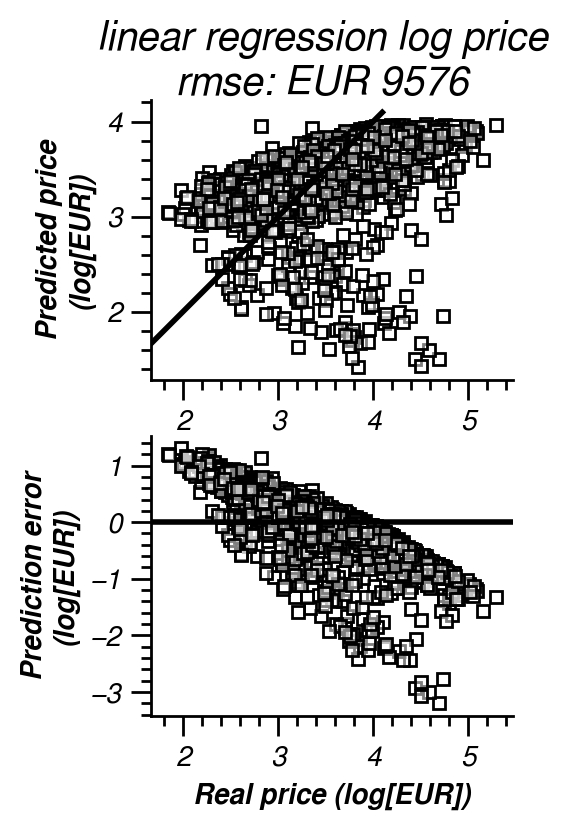 linear regression log price
rmse: EUR 9576
Predicted price
(log[EUR])
4
3
2
2 3 4 5
Prediction error
(log[EUR])
1
0
−1
−2
−3
2 3 4 5
Real price (log[EUR])